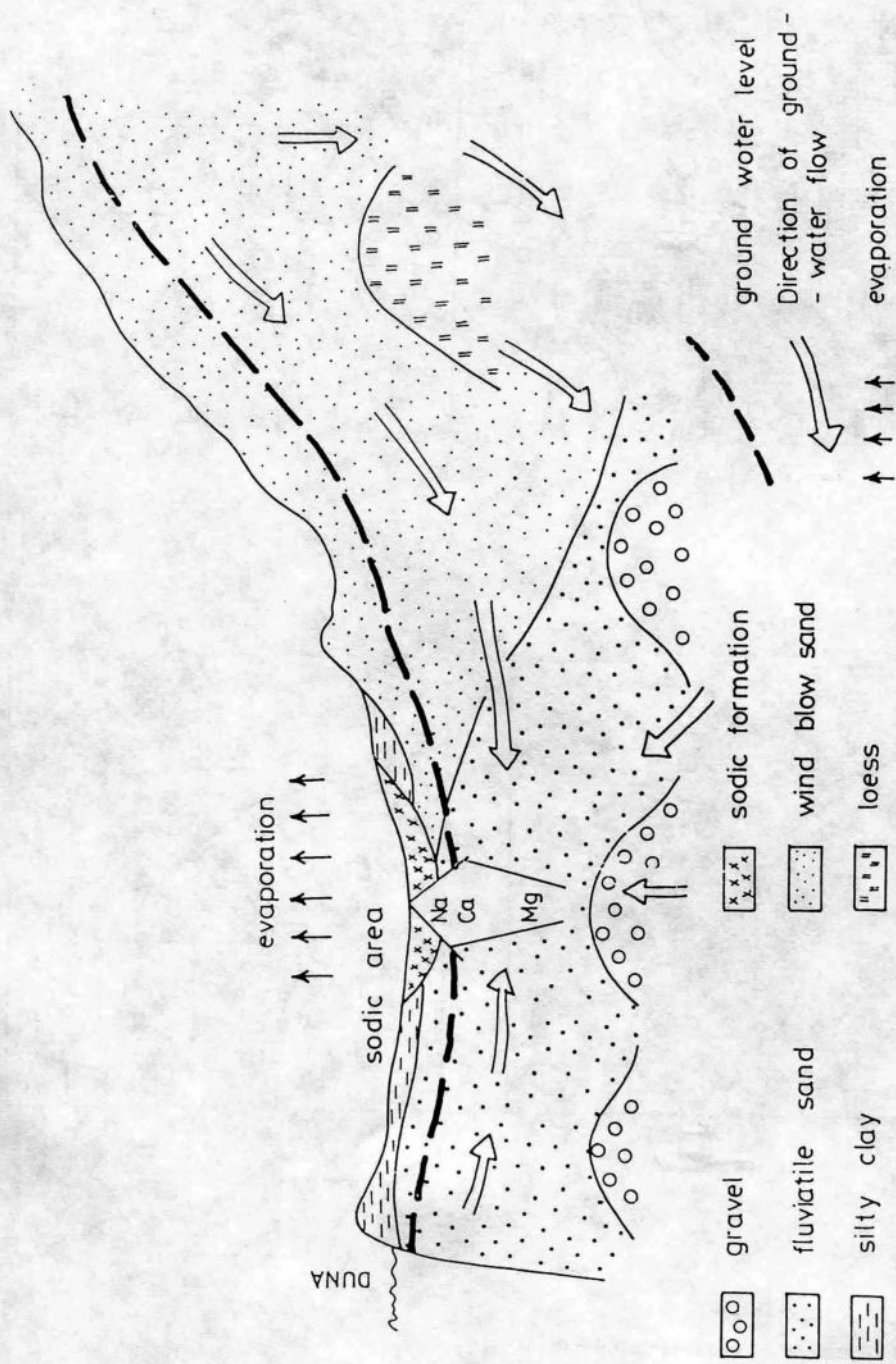 evaporation
sodic area
DUNA
Na
Ca
Mg
gravel
fluviatile sand
silty clay
sodic formation
wind blow sand
loess
ground water level
Direction of ground-
- water flow
evaporation